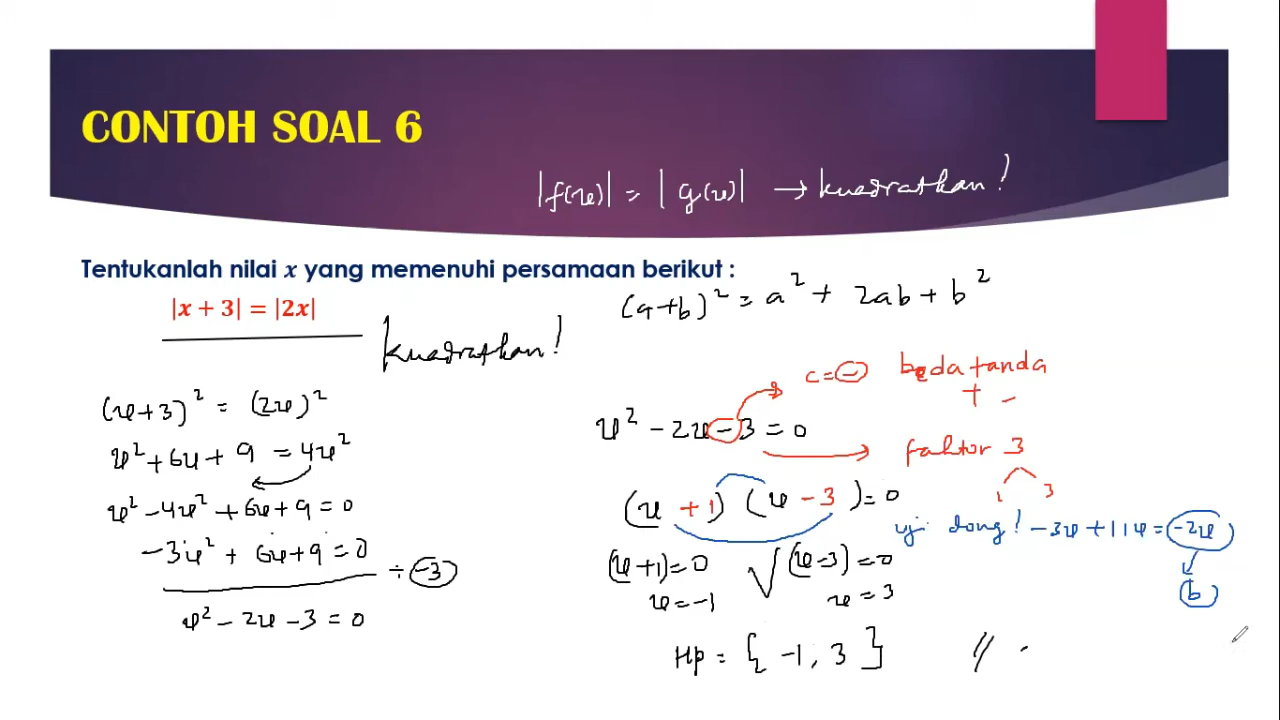 CONTOH SOAL 6
|f(x)| = |g(x)| → kuadratkan!
Tentukanlah nilai x yang memenuhi persamaan berikut :
|x + 3| = |2x|
kuadratkan!
(x+3)² = (2x)²
x² + 6x + 9 = 4x²
x² - 4x² + 6x + 9 = 0
-3x² + 6x + 9 = 0
÷ -3
x² - 2x - 3 = 0
(a+b)² = a² + 2ab + b²
c = - beda tanda
+ -
x² - 2x - 3 = 0
faktor 3
1 3
(x +1) (x - 3) = 0
uji dong! -3x + 1x = -2x
(b)
(x+1) = 0 √ (x-3) = 0
x = -1 x = 3
Hp = { -1, 3 } //